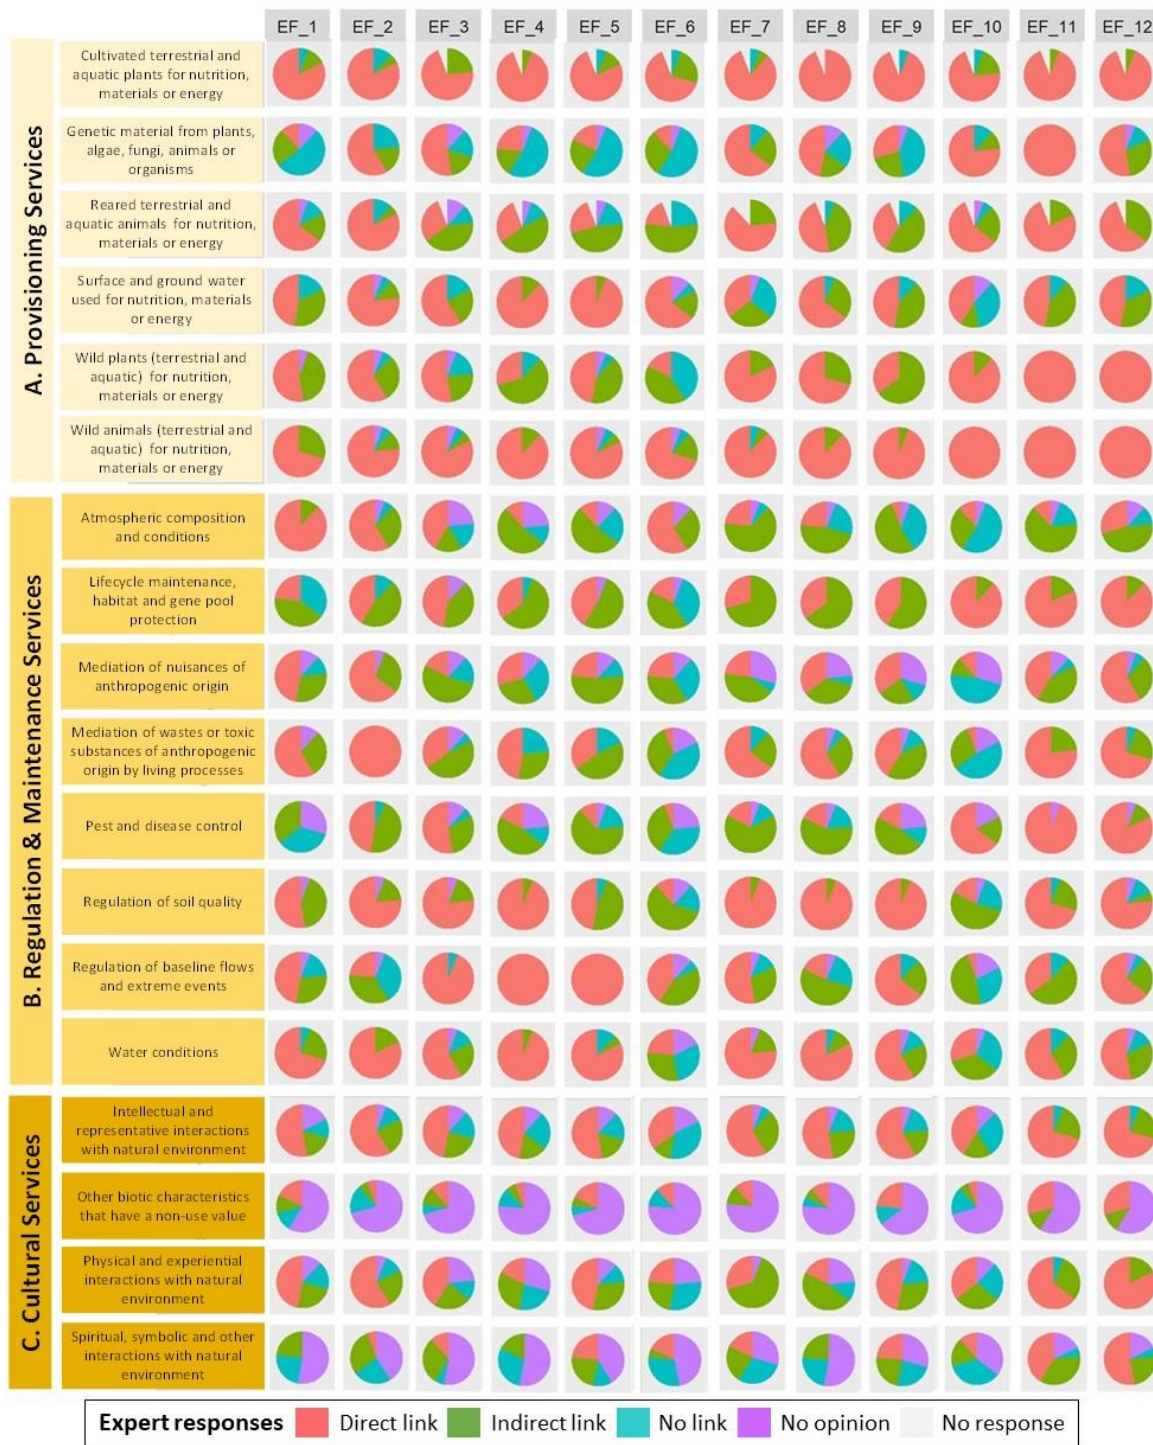 EF_1 EF_2 EF_3 EF_4 EF_5 EF_6 EF_7 EF_8 EF_9 EF_10 EF_11 EF_12
A. Provisioning Services
Cultivated terrestrial and
aquatic plants for nutrition,
materials or energy
Genetic material from plants,
algae, fungi, animals or
organisms
Reared terrestrial and
aquatic animals for nutrition,
materials or energy
Surface and ground water
used for nutrition, materials
or energy
Wild plants (terrestrial and
aquatic) for nutrition,
materials or energy
Wild animals (terrestrial and
aquatic) for nutrition,
materials or energy
B. Regulation & Maintenance Services
Atmospheric composition
and conditions
Lifecycle maintenance,
habitat and gene pool
protection
Mediation of nuisances of
anthropogenic origin
Mediation of wastes or toxic
substances of anthropogenic
origin by living processes
Pest and disease control
Regulation of soil quality
Regulation of baseline flows
and extreme events
Water conditions
C. Cultural Services
Intellectual and
representative interactions
with natural environment
Other biotic characteristics
that have a non-use value
Physical and experiential
interactions with natural
environment
Spiritual, symbolic and other
interactions with natural
environment
Expert responses Direct link Indirect link No link No opinion No response